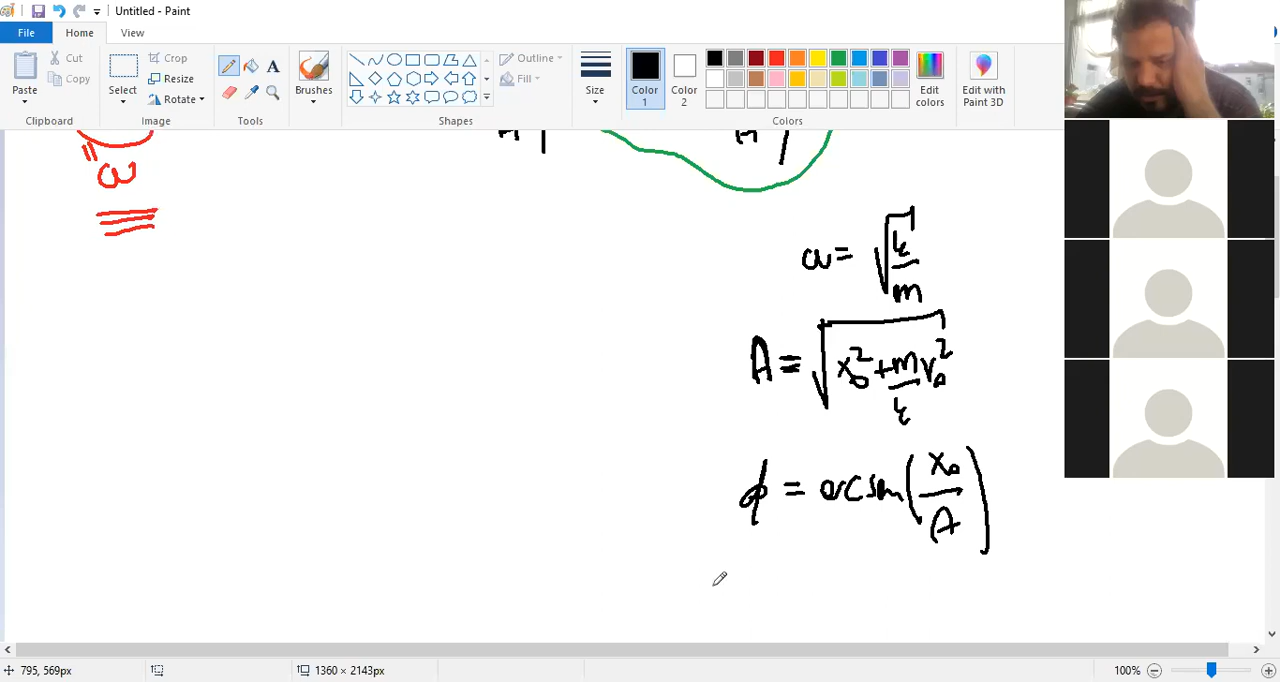 Untitled - Paint
File Home View
Paste Cut Copy Select Crop Resize Rotate Brushes Outline Fill Size Color 1 Color 2 Edit colors Edit with Paint 3D
Clipboard Image Tools Shapes Colors
A A
ω
ω = √(k/m)
A = √(x₀² + m/k v₀²)
ϕ = arcsin(x₀/A)
795, 569px 1360 × 2143px 100%